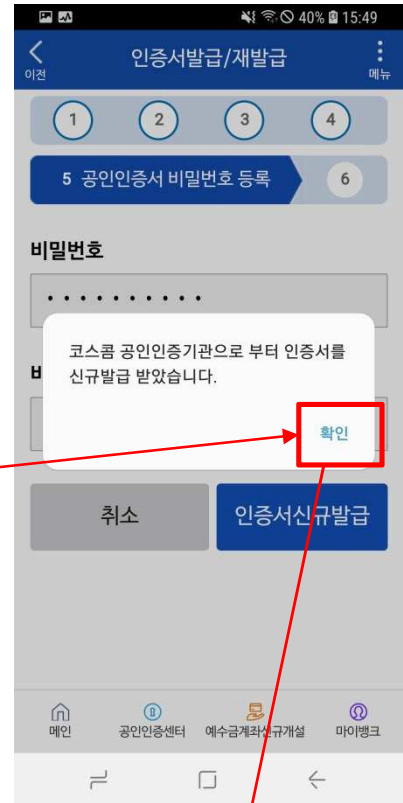 40% 15:49
이전
인증서발급/재발급
메뉴
1 2 3 4
5 공인인증서 비밀번호 등록 6
비밀번호
코스콤 공인인증기관으로 부터 인증서를
신규발급 받았습니다.
확인
취소 인증서신규발급
메인 공인인증센터 예수금계좌신규개설 마이뱅크